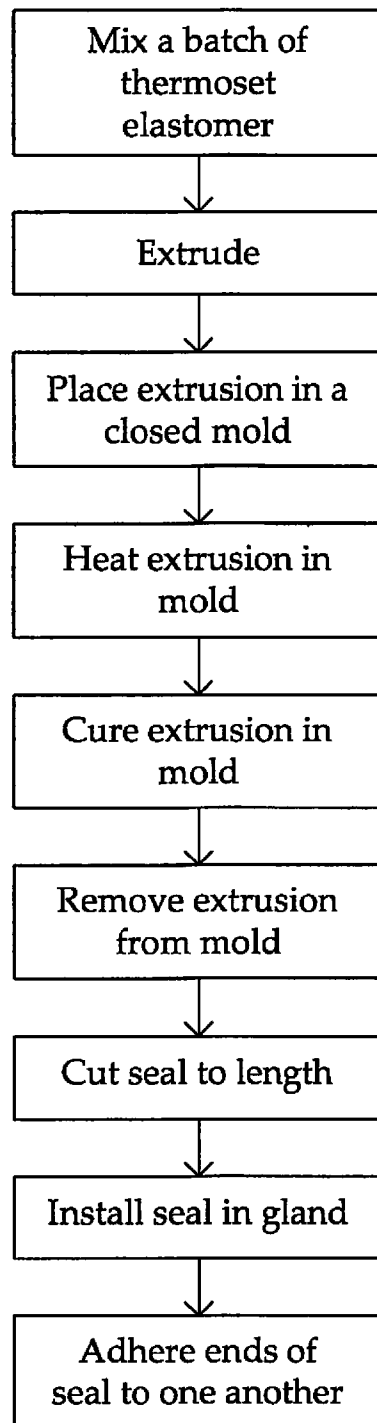 Mix a batch of
thermoset
elastomer
Extrude
Place extrusion in a
closed mold
Heat extrusion in
mold
Cure extrusion in
mold
Remove extrusion
from mold
Cut seal to length
Install seal in gland
Adhere ends of
seal to one another